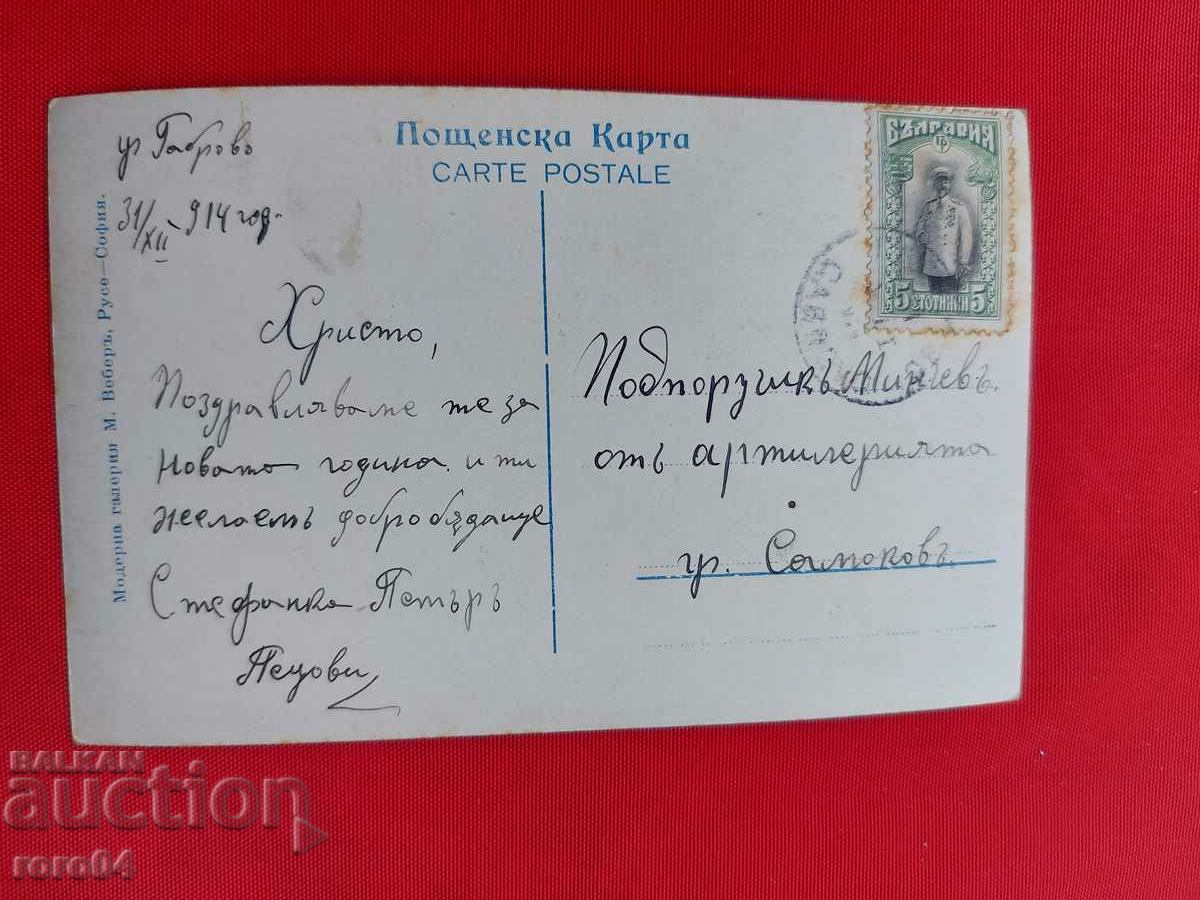 Пощенска Карта
CARTE POSTALE
гр Габрово
31/XII - 914 год.
Христо,
Поздравляваме те за
новата година и ти
желаемъ добро бѫдаще
Стефанка Петъръ
Пецови
Модерна галерия М. Веберъ, Русе—София.
БЪЛГАРИЯ
5 СТОТИНКИ 5
Подпоручикъ Минчевъ
отъ артилерията
гр. Самоковъ.
BALKAN
auction
roro04